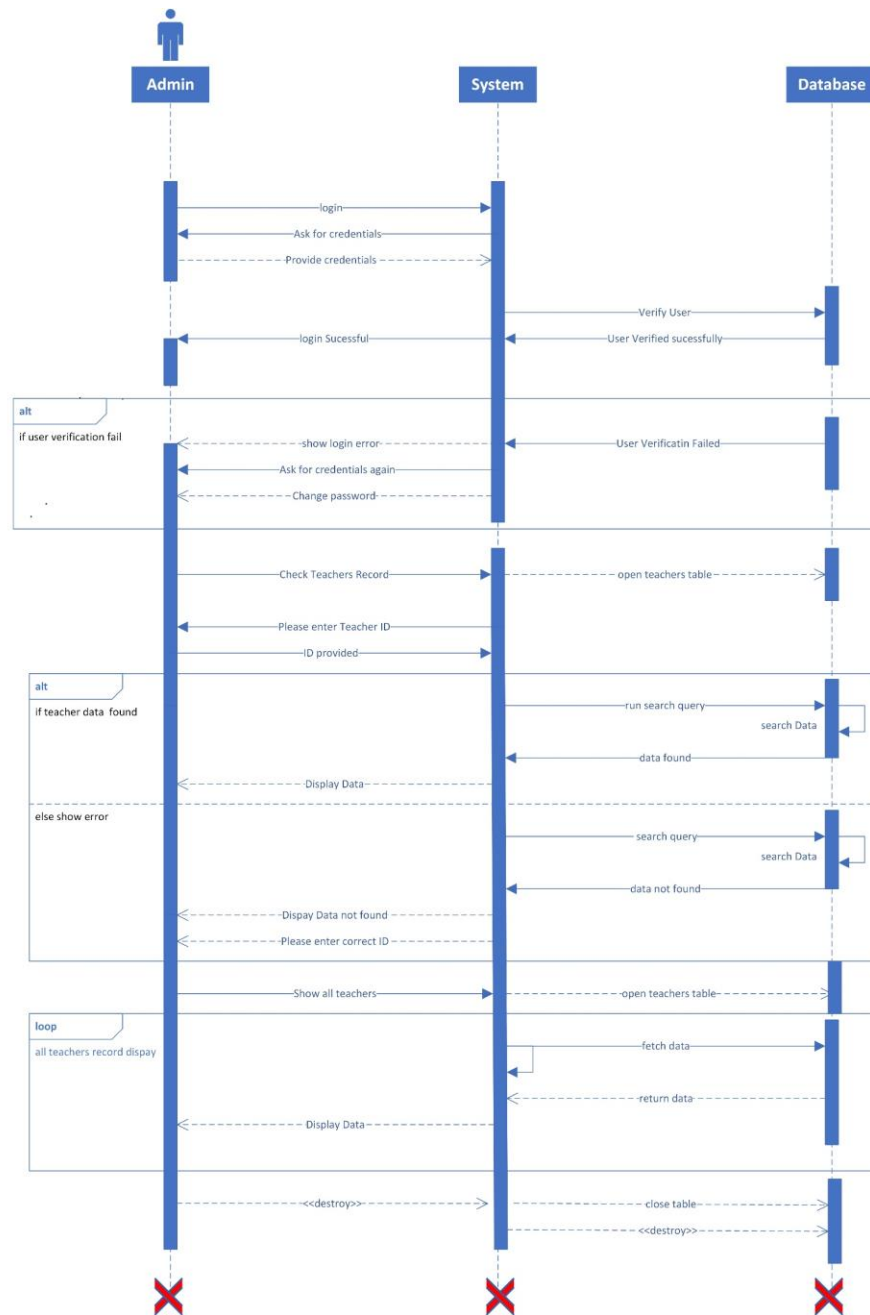 Admin
System
Database
login
Ask for credentials
Provide credentials
Verify User
login Sucessful
User Verified sucessfully
alt
if user verification fail
show login error
User Verificatin Failed
Ask for credentials again
Change password
Check Teachers Record
open teachers table
Please enter Teacher ID
ID provided
alt
if teacher data found
run search query
search Data
data found
Display Data
else show error
search query
search Data
data not found
Dispay Data not found
Please enter correct ID
Show all teachers
open teachers table
loop
all teachers record dispay
fetch data
return data
Display Data
<<destroy>>
close table
<<destroy>>